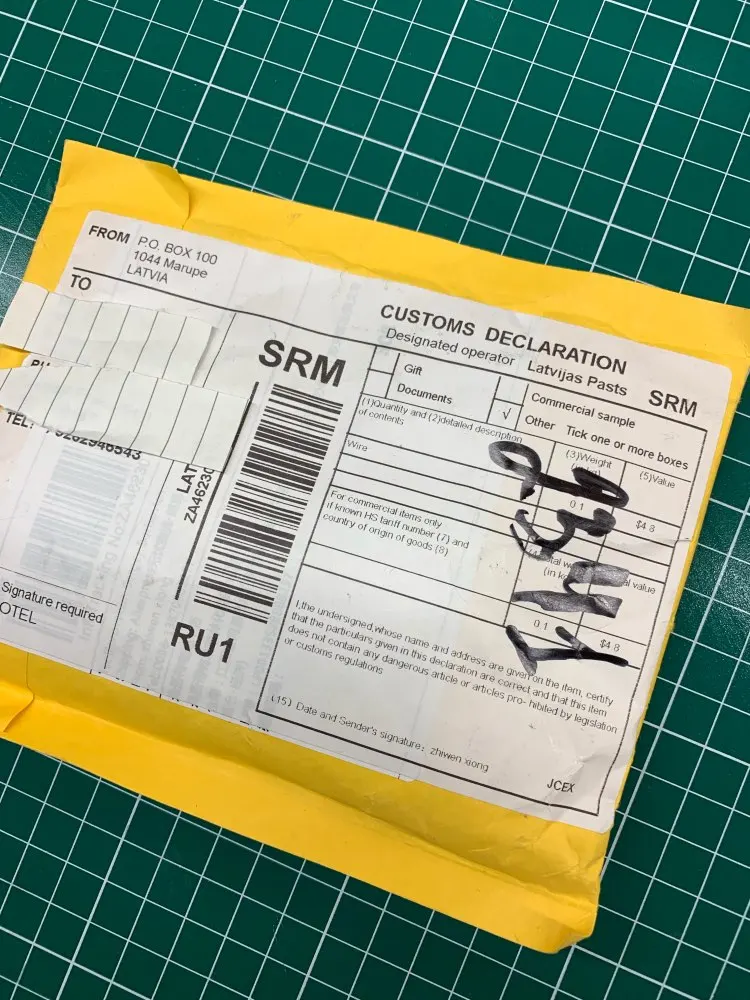 FROM P.O. BOX 100
1044 Marupe
LATVIA
TO
CUSTOMS DECLARATION
Designated operator Latvijas Pasts
SRM
SRM
Gift
Documents
√
Commercial sample
Other Tick one or more boxes
(1)Quantity and (2)detailed description
of contents
(3)Weight
(5)Value
Wire
0.1
$4.8
For commercial items only
if known HS tariff number (7) and
country of origin of goods (8)
value
0.1
$4.8
TEL:
LAT
ZA46230
Signature required
OTEL
RU1
I,the undersigned,whose name and address are given on the item, certify
that the particulars given in this declaration are correct and that this item
does not contain any dangerous article or articles pro- hibited by legislation
or customs regulations
(15) Date and Sender's signature: zhiwen xiong
JCEX